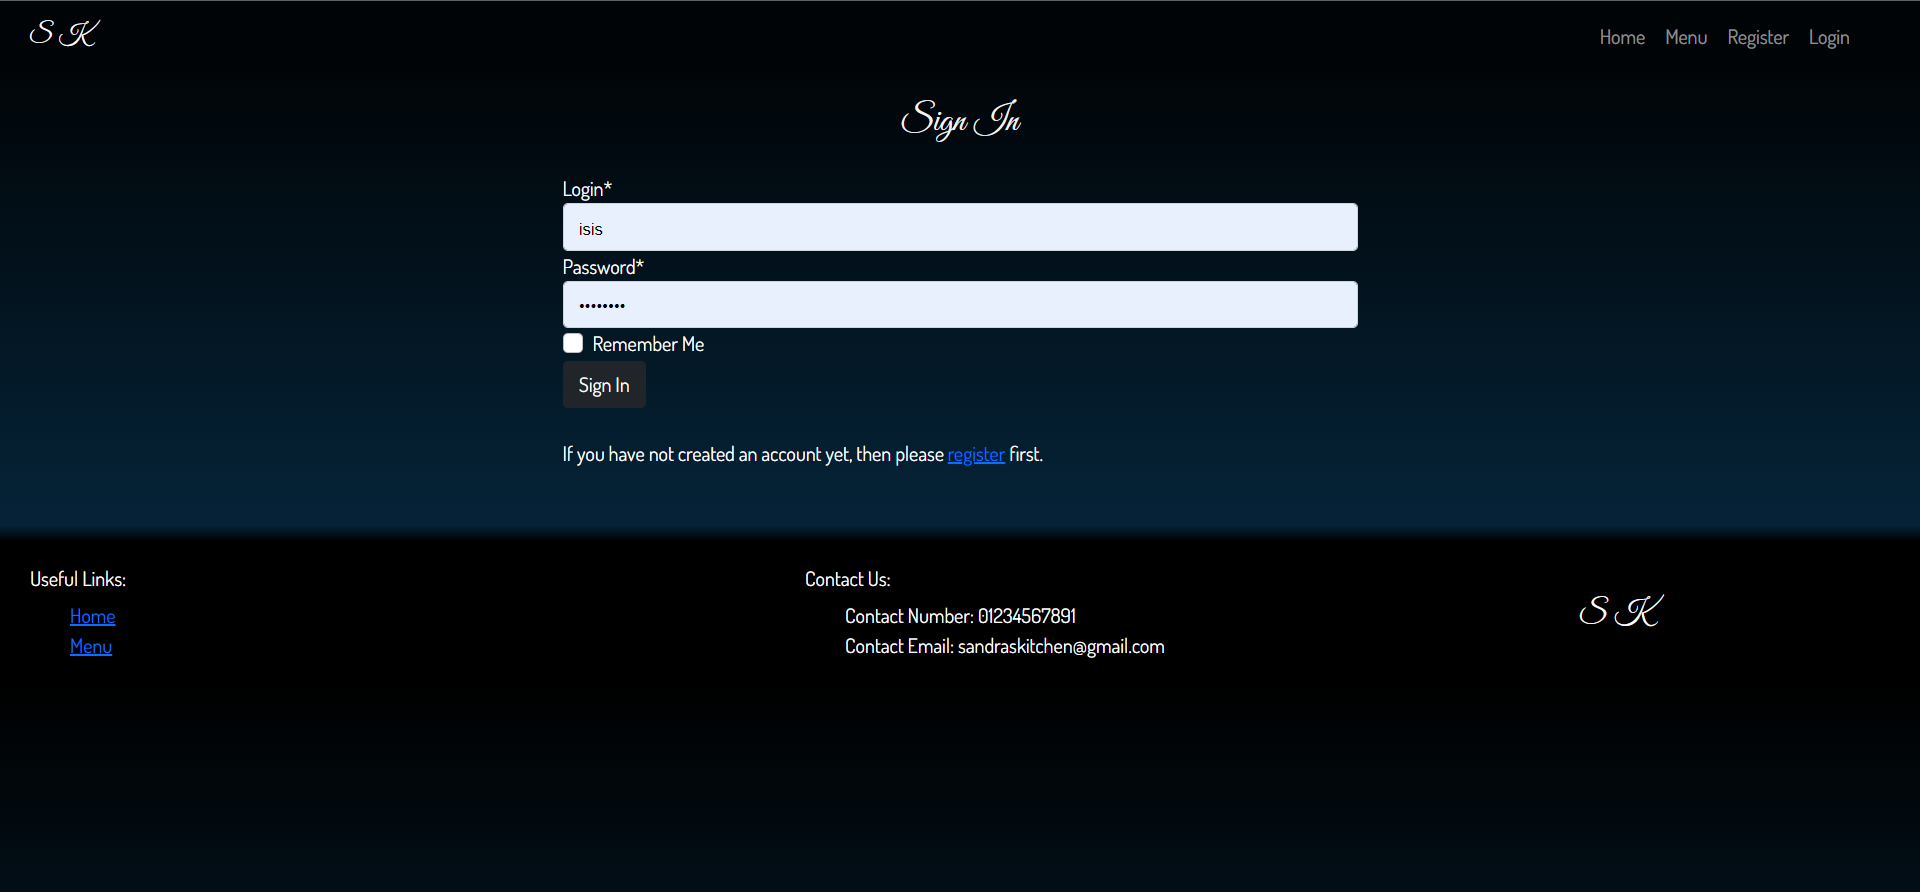 S K
Home Menu Register Login
Sign In
Login*
isis
Password*
••••••••
Remember Me
Sign In
If you have not created an account yet, then please register first.
Useful Links:
Home
Menu
Contact Us:
Contact Number: 01234567891
Contact Email: sandraskitchen@gmail.com
S K